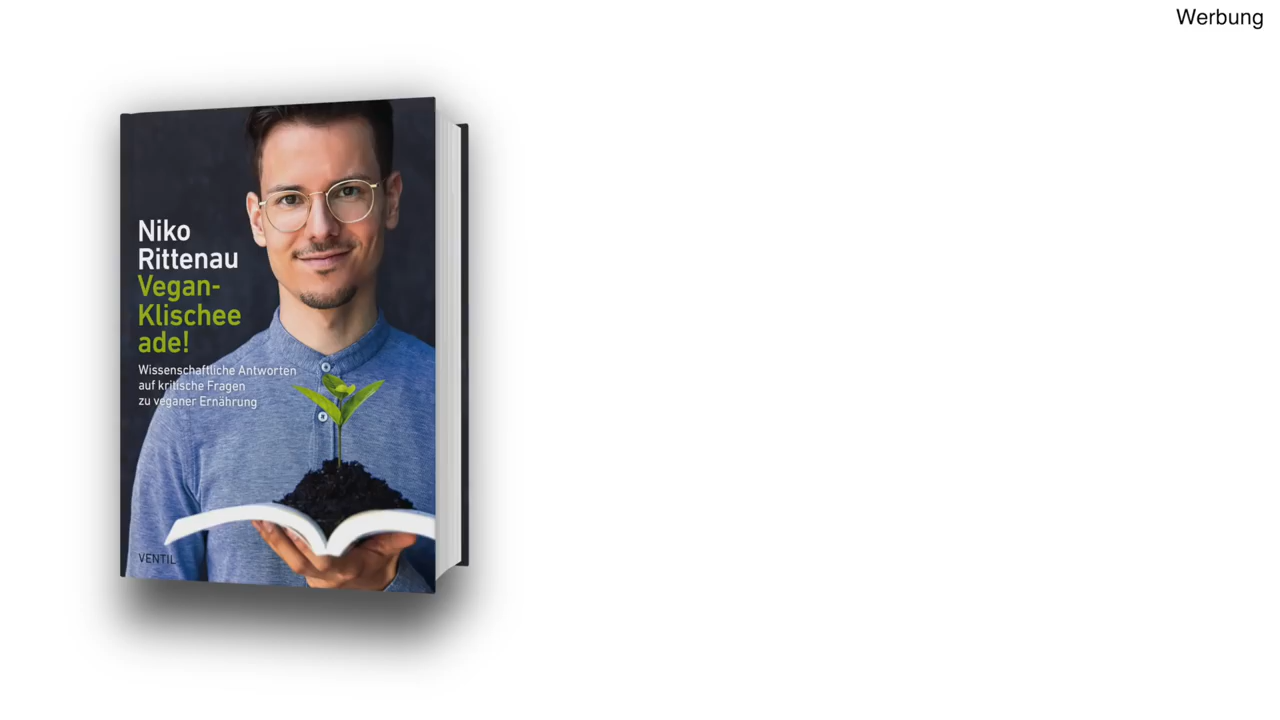 Werbung
Niko
Rittenau
Vegan-
Klischee
ade!
Wissenschaftliche Antworten
auf kritische Fragen
zu veganer Ernährung
VENTIL